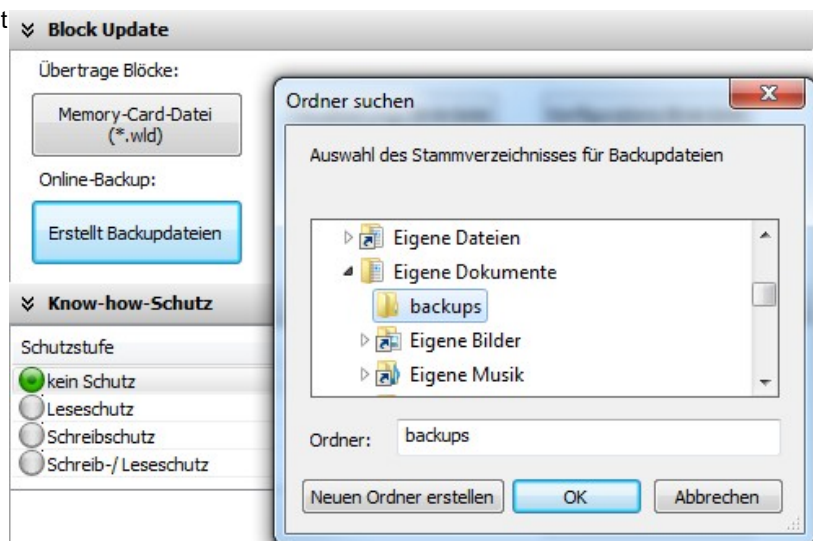 t
Block Update
Übertrage Blöcke:
Memory-Card-Datei
(*.wld)
Online-Backup:
Erstellt Backupdateien
Know-how-Schutz
Schutzstufe
kein Schutz
Leseschutz
Schreibschutz
Schreib-/ Leseschutz
Ordner suchen
Auswahl des Stammverzeichnisses für Backupdateien
Eigene Dateien
Eigene Dokumente
backups
Eigene Bilder
Eigene Musik
Ordner: backups
Neuen Ordner erstellen OK Abbrechen